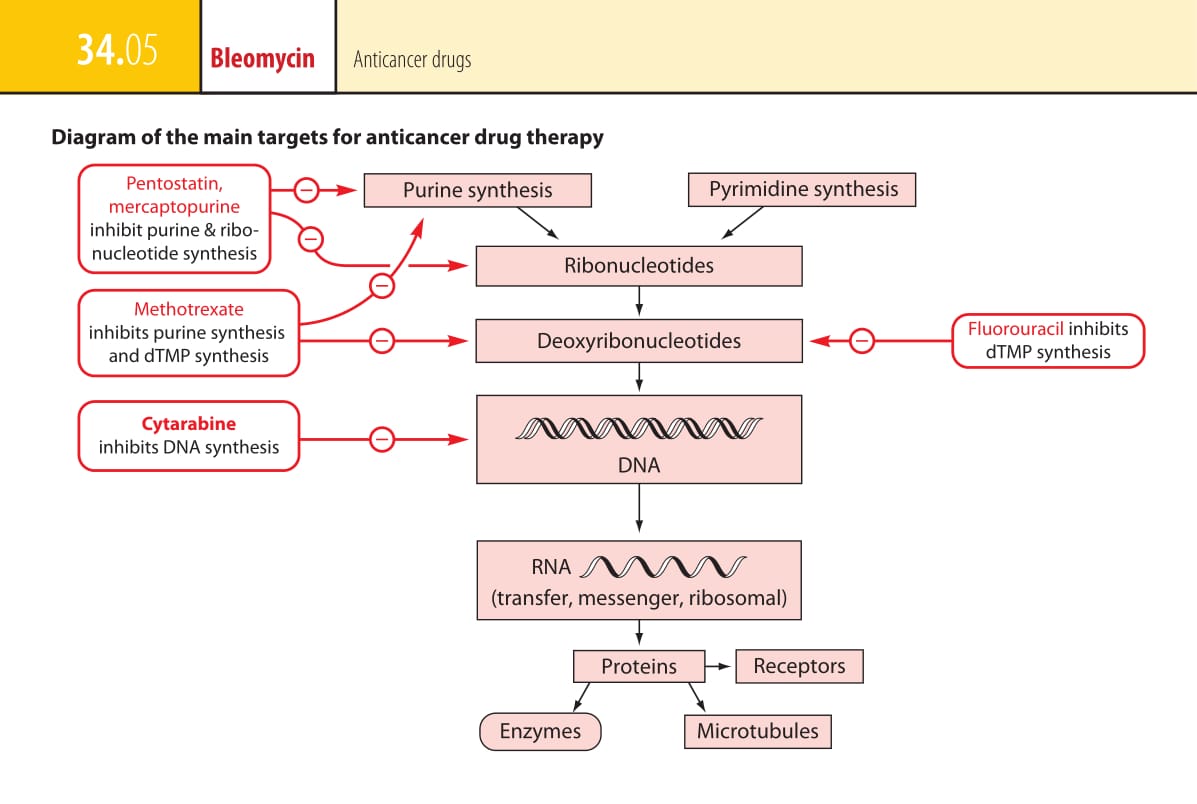 34.05
Bleomycin
Anticancer drugs
Diagram of the main targets for anticancer drug therapy
Pentostatin,
mercaptopurine
inhibit purine & ribo-
nucleotide synthesis
Purine synthesis
Pyrimidine synthesis
Ribonucleotides
Methotrexate
inhibits purine synthesis
and dTMP synthesis
Deoxyribonucleotides
Fluorouracil inhibits
dTMP synthesis
Cytarabine
inhibits DNA synthesis
DNA
RNA
(transfer, messenger, ribosomal)
Proteins
Receptors
Enzymes
Microtubules